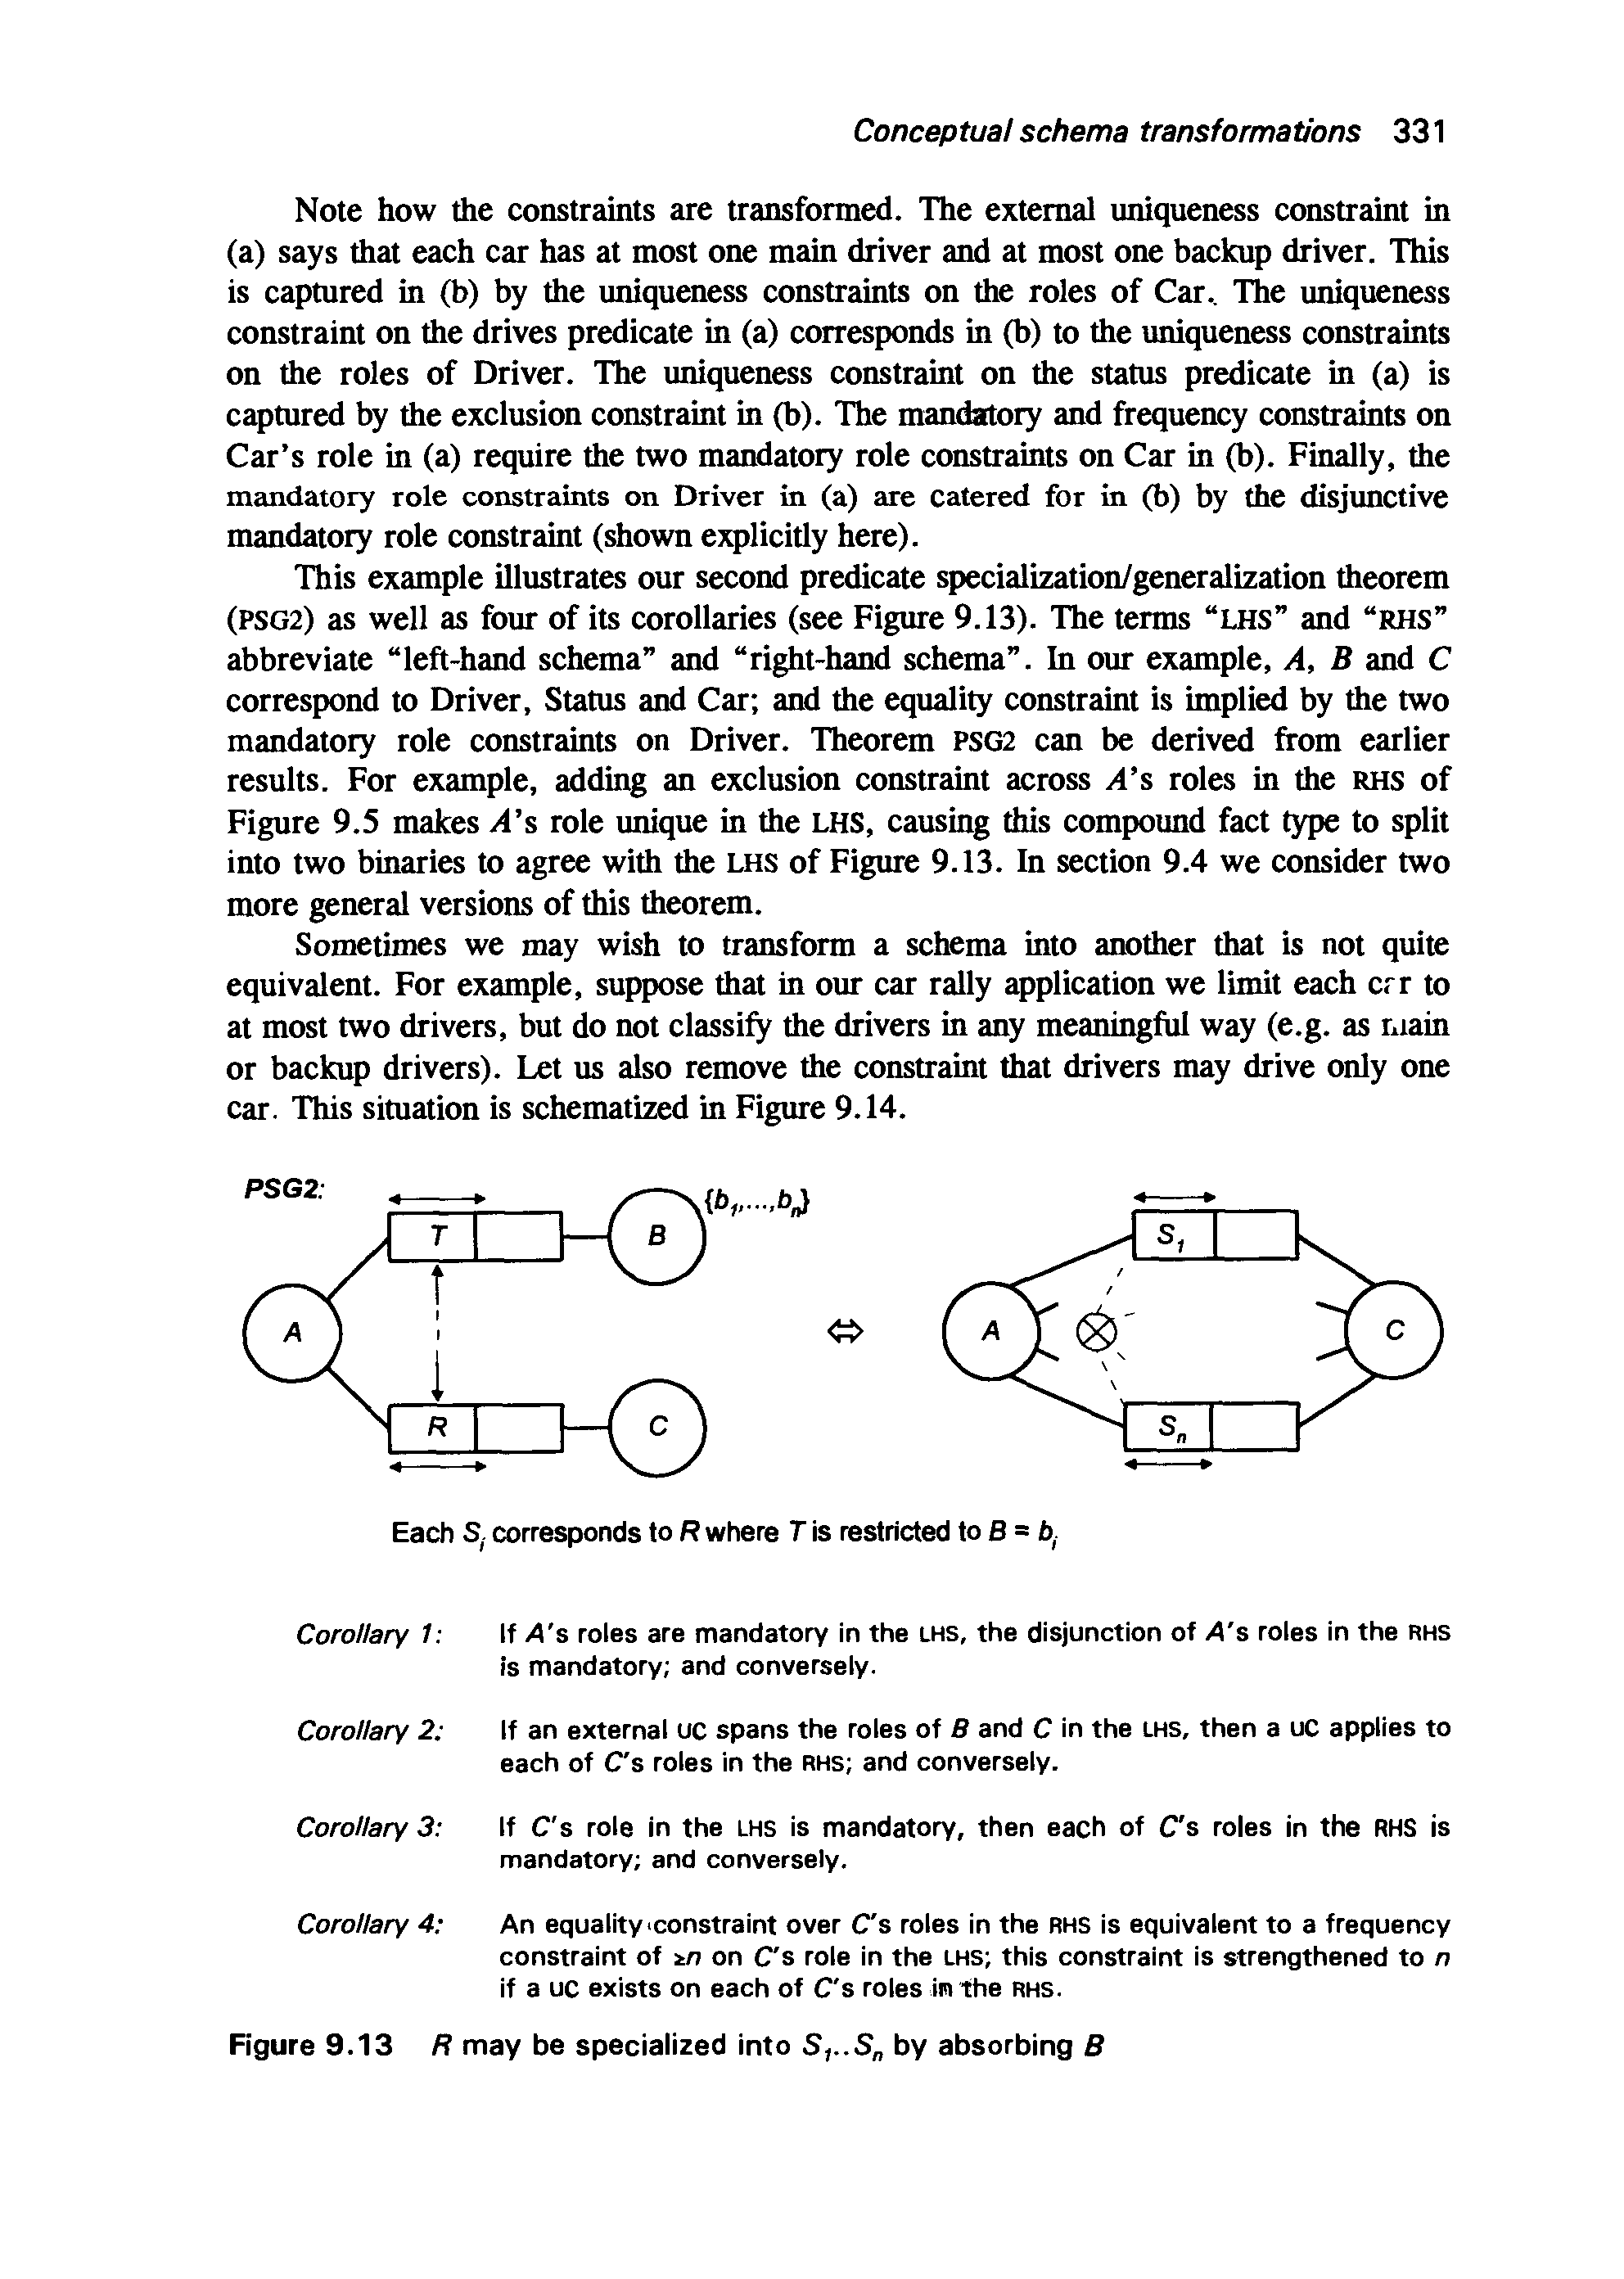 Conceptual schema transformations 331
Note how the constraints are transformed. The external uniqueness constraint in
(a) says that each car has at most one main driver and at most one backup driver. This
is captured in (b) by the uniqueness constraints on the roles of Car. The uniqueness
constraint on the drives predicate in (a) corresponds in (b) to the uniqueness constraints
on the roles of Driver. The uniqueness constraint on the status predicate in (a) is
captured by the exclusion constraint in (b). The mandatory and frequency constraints on
Car's role in (a) require the two mandatory role constraints on Car in (b). Finally, the
mandatory role constraints on Driver in (a) are catered for in (b) by the disjunctive
mandatory role constraint (shown explicitly here).
This example illustrates our second predicate specialization/generalization theorem
(PSG2) as well as four of its corollaries (see Figure 9.13). The terms "LHS" and "RHS"
abbreviate "left-hand schema" and "right-hand schema". In our example, A, B and C
correspond to Driver, Status and Car; and the equality constraint is implied by the two
mandatory role constraints on Driver. Theorem PSG2 can be derived from earlier
results. For example, adding an exclusion constraint across A's roles in the RHS of
Figure 9.5 makes A's role unique in the LHS, causing this compound fact type to split
into two binaries to agree with the LHS of Figure 9.13. In section 9.4 we consider two
more general versions of this theorem.
Sometimes we may wish to transform a schema into another that is not quite
equivalent. For example, suppose that in our car rally application we limit each car to
at most two drivers, but do not classify the drivers in any meaningful way (e.g. as main
or backup drivers). Let us also remove the constraint that drivers may drive only one
car. This situation is schematized in Figure 9.14.
PSG2:
T B {b₁,...,bₙ} S₁
A ⇔ A C
R C Sₙ
Each Sᵢ corresponds to R where T is restricted to B = bᵢ
Corollary 1: If A's roles are mandatory in the LHS, the disjunction of A's roles in the RHS
is mandatory; and conversely.
Corollary 2: If an external UC spans the roles of B and C in the LHS, then a UC applies to
each of C's roles in the RHS; and conversely.
Corollary 3: If C's role in the LHS is mandatory, then each of C's roles in the RHS is
mandatory; and conversely.
Corollary 4: An equality constraint over C's roles in the RHS is equivalent to a frequency
constraint of ≥n on C's role in the LHS; this constraint is strengthened to n
if a UC exists on each of C's roles in the RHS.
Figure 9.13 R may be specialized into S₁..Sₙ by absorbing B